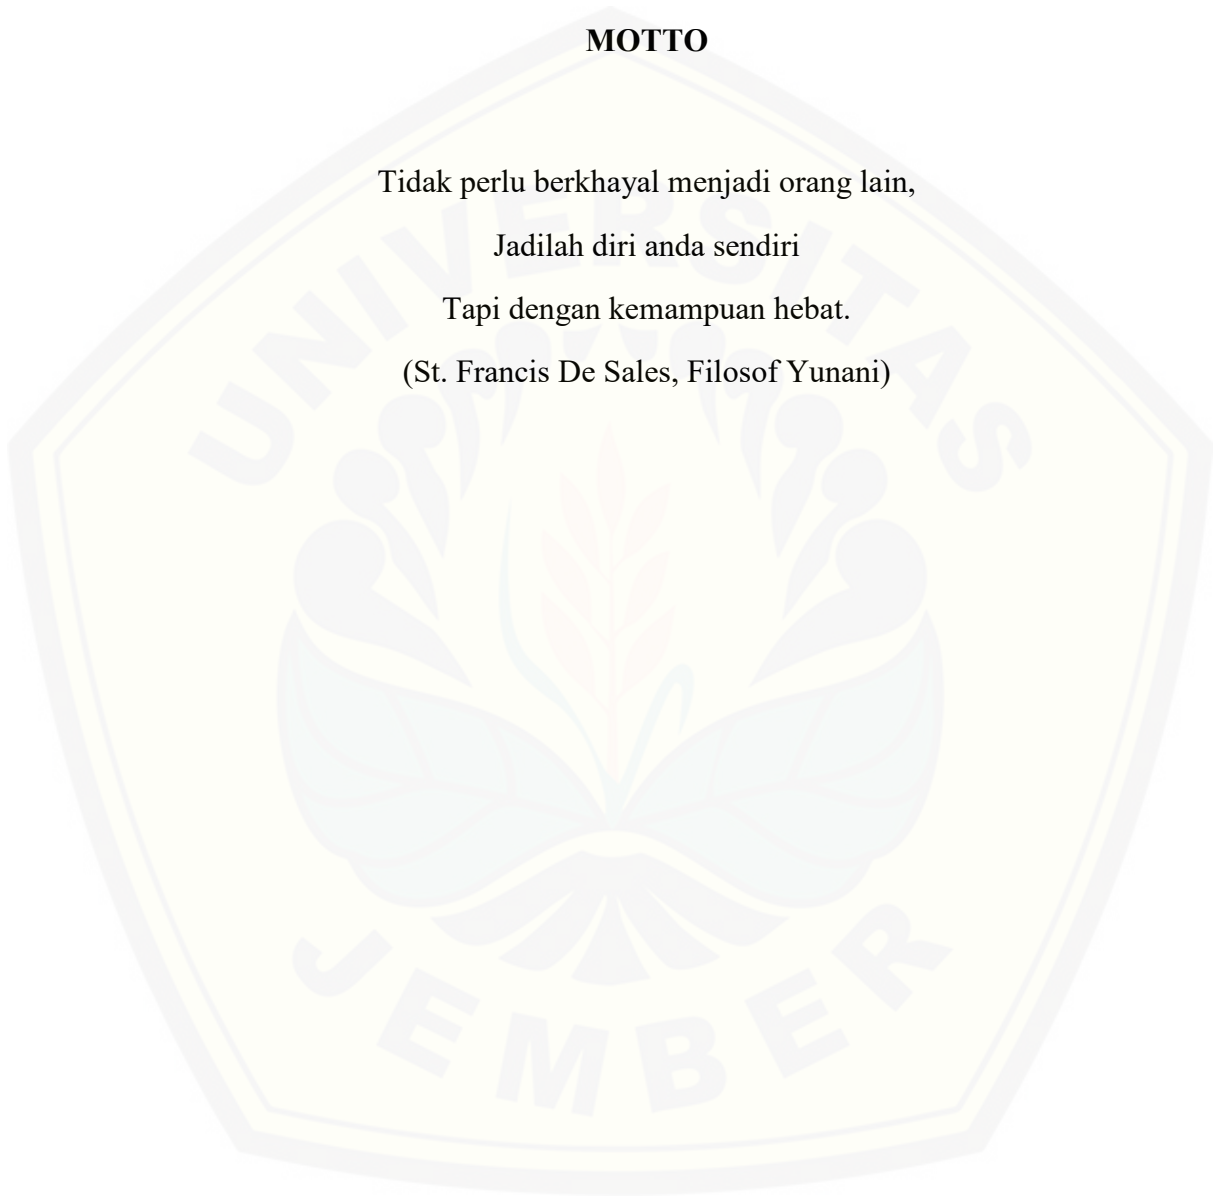 MOTTO
Tidak perlu berkhayal menjadi orang lain,
Jadilah diri anda sendiri
Tapi dengan kemampuan hebat.
(St. Francis De Sales, Filosof Yunani)
UNIVERSITAS
JEMBER